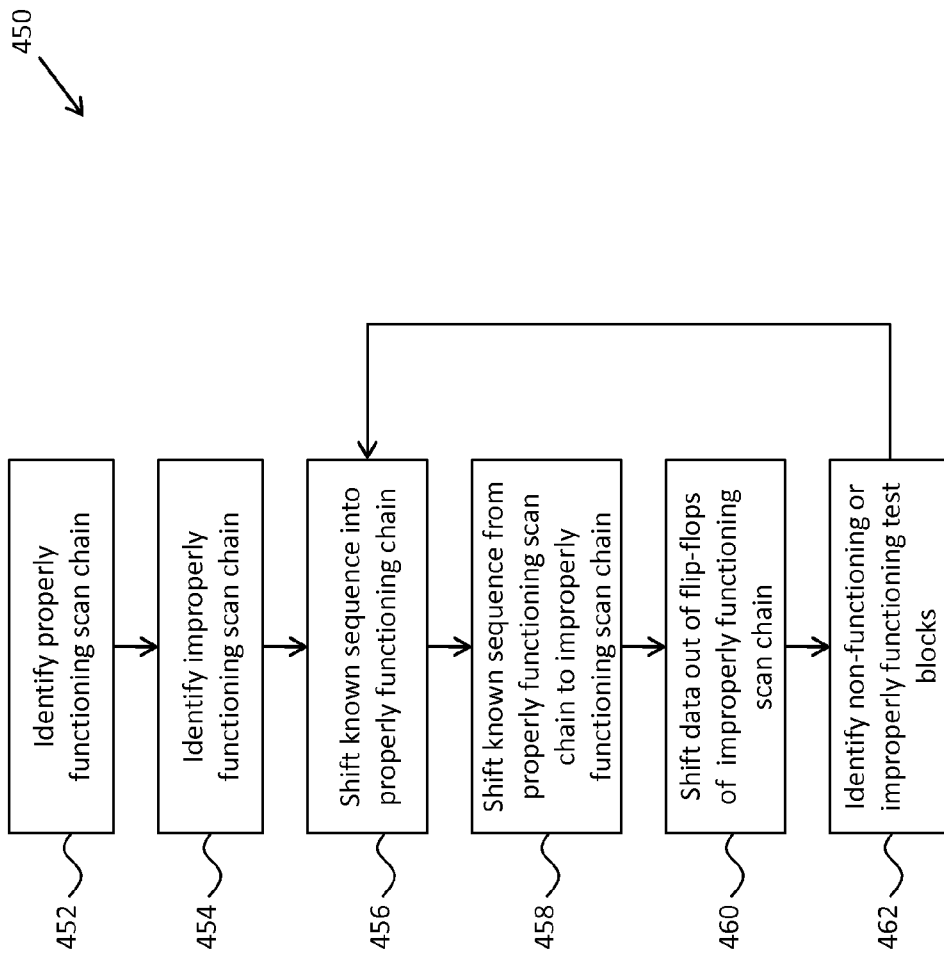 450
452
Identify properly
functioning scan chain
454
Identify improperly
functioning scan chain
456
Shift known sequence into
properly functioning chain
458
Shift known sequence from
properly functioning scan
chain to improperly
functioning scan chain
460
Shift data out of flip-flops
of improperly functioning
scan chain
462
Identify non-functioning or
improperly functioning test
blocks